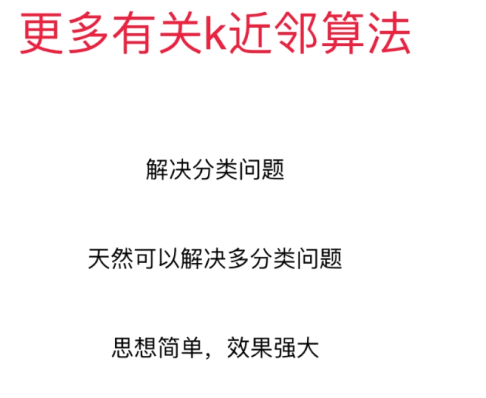 更多有关k近邻算法
解决分类问题
天然可以解决多分类问题
思想简单，效果强大